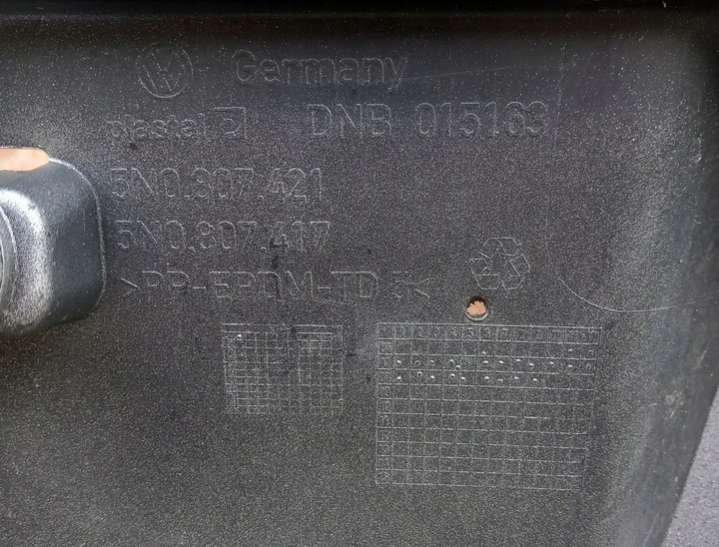 Germany
plastal DNB 015163
5N0.807.421
5N0.807.417
>PP-EPDM-TD 5<